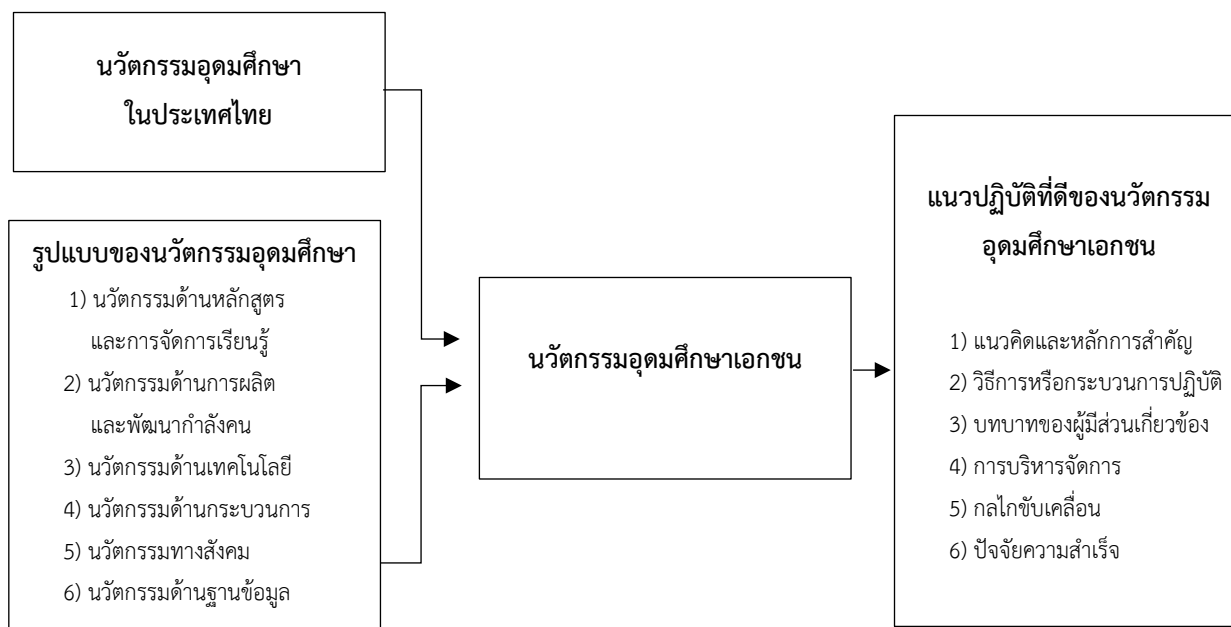 นวัตกรรมอุดมศึกษา
ในประเทศไทย
รูปแบบของนวัตกรรมอุดมศึกษา
1) นวัตกรรมด้านหลักสูตร
และการจัดการเรียนรู้
2) นวัตกรรมด้านการผลิต
และพัฒนากำลังคน
3) นวัตกรรมด้านเทคโนโลยี
4) นวัตกรรมด้านกระบวนการ
5) นวัตกรรมทางสังคม
6) นวัตกรรมด้านฐานข้อมูล
นวัตกรรมอุดมศึกษาเอกชน
แนวปฏิบัติที่ดีของนวัตกรรม
อุดมศึกษาเอกชน
1) แนวคิดและหลักการสำคัญ
2) วิธีการหรือกระบวนการปฏิบัติ
3) บทบาทของผู้มีส่วนเกี่ยวข้อง
4) การบริหารจัดการ
5) กลไกขับเคลื่อน
6) ปัจจัยความสำเร็จ